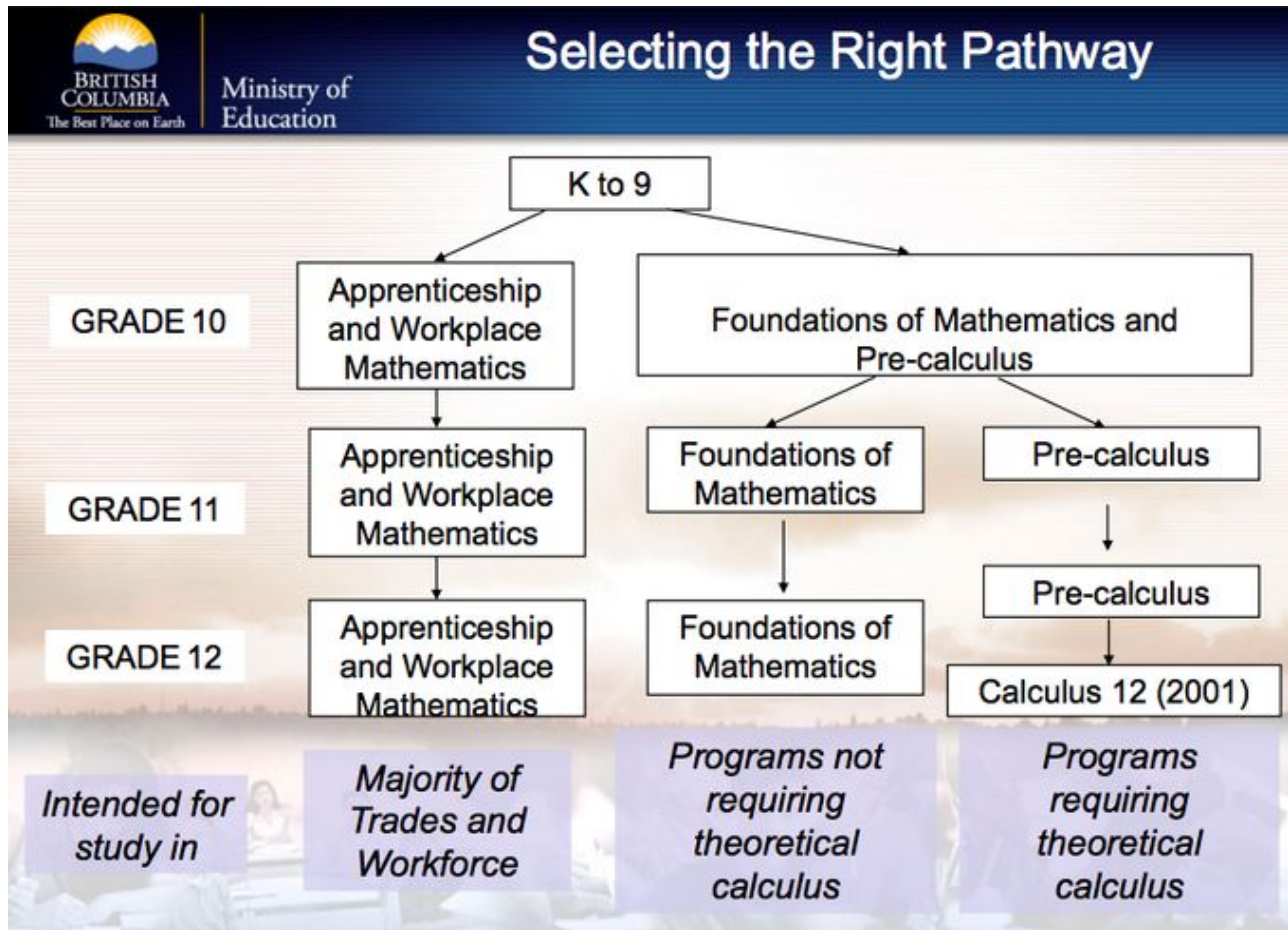 Selecting the Right Pathway
BRITISH
COLUMBIA
The Best Place on Earth
Ministry of
Education
K to 9
GRADE 10
Apprenticeship
and Workplace
Mathematics
Foundations of Mathematics and
Pre-calculus
GRADE 11
Apprenticeship
and Workplace
Mathematics
Foundations of
Mathematics
Pre-calculus
GRADE 12
Apprenticeship
and Workplace
Mathematics
Foundations of
Mathematics
Pre-calculus
Calculus 12 (2001)
Intended for
study in
Majority of
Trades and
Workforce
Programs not
requiring
theoretical
calculus
Programs
requiring
theoretical
calculus